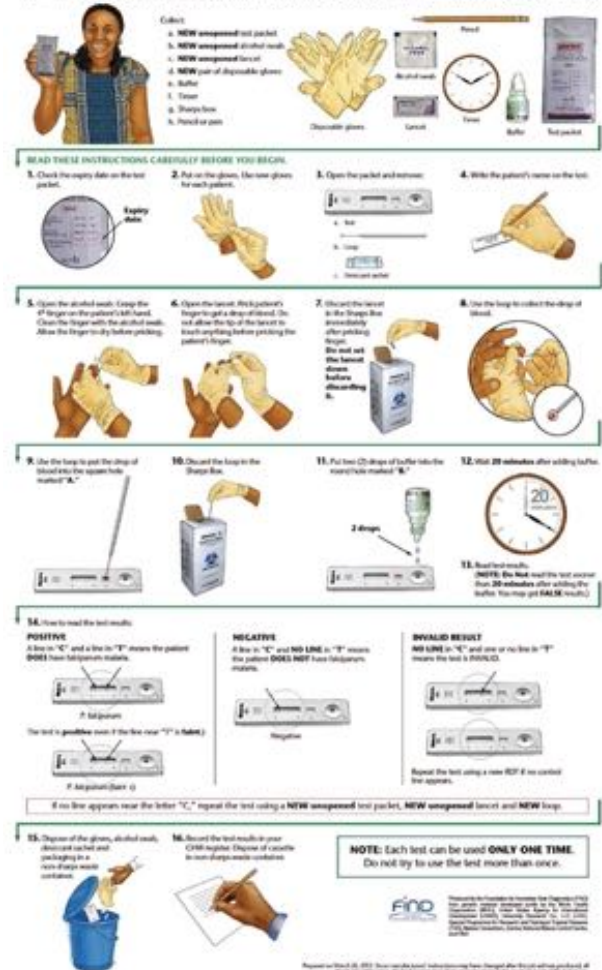 Collect:
a. NEW unopened test packet
b. NEW unopened alcohol swab
c. NEW unopened lancet
d. NEW pair of disposable gloves
e. Buffer
f. Timer
g. Sharps box
h. Pencil or pen
Pencil
Alcohol swab
Disposable gloves
Lancet
Timer
Buffer
Test packet
READ THESE INSTRUCTIONS CAREFULLY BEFORE YOU BEGIN.
1. Check the expiry date on the test
packet.
Expiry
date
2. Put on the gloves. Use new gloves
for each patient.
3. Open the packet and remove:
a. Test
b. Loop
c. Desiccant sachet
4. Write the patient's name on the test.
5. Open the alcohol swab. Grasp the
4th finger on the patient's left hand.
Clean the finger with the alcohol swab.
Allow the finger to dry before pricking.
6. Open the lancet. Prick patient's
finger to get a drop of blood. Do
not allow the tip of the lancet to
touch anything before pricking the
patient's finger.
7. Discard the lancet
in the Sharps Box
immediately
after pricking
finger.
Do not set
the lancet
down
before
discarding
it.
8. Use the loop to collect the drop of
blood.
9. Use the loop to put the drop of
blood into the square hole
marked "A."
10. Discard the loop in the
Sharps Box.
11. Put two (2) drops of buffer into the
round hole marked "B."
2 drops
12. Wait 20 minutes after adding buffer.
20
13. Read test results.
(NOTE: Do Not read the test sooner
than 20 minutes after adding the
buffer. You may get FALSE results.)
14. How to read the test results:
POSITIVE
A line in "C" and a line in "T" means the patient
DOES have falciparum malaria.
P. falciparum
The test is positive even if the line near "T" is faint.)
P. falciparum
NEGATIVE
A line in "C" and NO LINE in "T" means
the patient DOES NOT have falciparum
malaria.
Negative
INVALID RESULT
NO LINE in "C" and one or no line in "T"
means the test is INVALID.
Repeat the test using a new RDT if no control
line appears.
If no line appears near the letter "C," repeat the test using a NEW unopened test packet, NEW unopened lancet and NEW loop.
15. Dispose of the gloves, alcohol swab,
desiccant sachet and
packaging in a
non-sharps waste
container.
16. Record the test results in your
CHW register. Dispose of cassette
in non-sharps waste container.
NOTE: Each test can be used ONLY ONE TIME.
Do not try to use the test more than once.
FIND